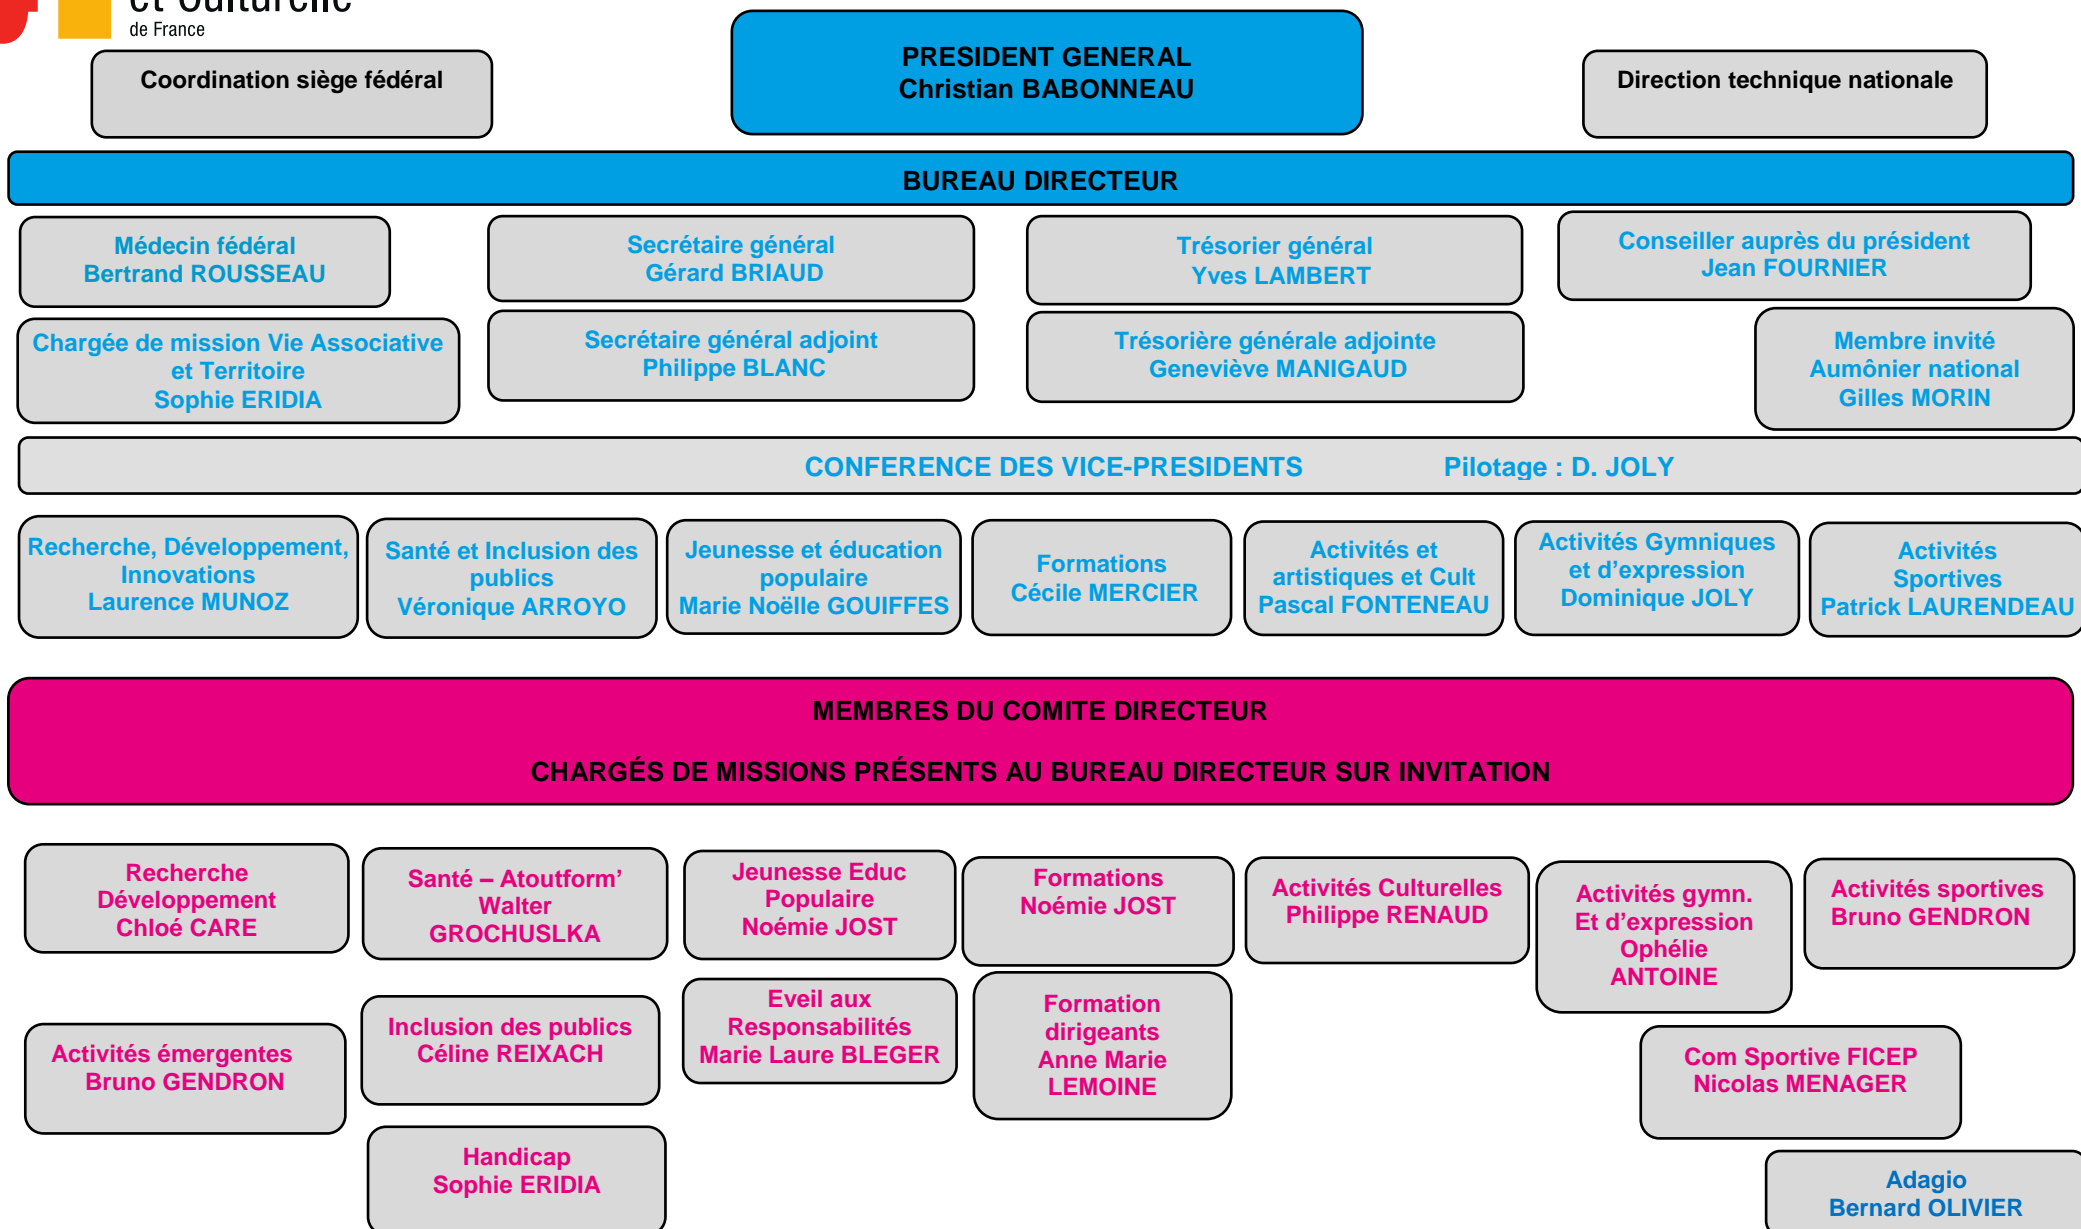 et Culturelle
de France
Coordination siège fédéral
PRESIDENT GENERAL
Christian BABONNEAU
Direction technique nationale
BUREAU DIRECTEUR
Médecin fédéral
Bertrand ROUSSEAU
Secrétaire général
Gérard BRIAUD
Trésorier général
Yves LAMBERT
Conseiller auprès du président
Jean FOURNIER
Chargée de mission Vie Associative
et Territoire
Sophie ERIDIA
Secrétaire général adjoint
Philippe BLANC
Trésorière générale adjointe
Geneviève MANIGAUD
Membre invité
Aumônier national
Gilles MORIN
CONFERENCE DES VICE-PRESIDENTS Pilotage : D. JOLY
Recherche, Développement,
Innovations
Laurence MUNOZ
Santé et Inclusion des
publics
Véronique ARROYO
Jeunesse et éducation
populaire
Marie Noëlle GOUIFFES
Formations
Cécile MERCIER
Activités et
artistiques et Cult
Pascal FONTENEAU
Activités Gymniques
et d’expression
Dominique JOLY
Activités
Sportives
Patrick LAURENDEAU
MEMBRES DU COMITE DIRECTEUR
CHARGÉS DE MISSIONS PRÉSENTS AU BUREAU DIRECTEUR SUR INVITATION
Recherche
Développement
Chloé CARE
Santé – Atoutform’
Walter
GROCHUSLKA
Jeunesse Educ
Populaire
Noémie JOST
Formations
Noémie JOST
Activités Culturelles
Philippe RENAUD
Activités gymn.
Et d’expression
Ophélie
ANTOINE
Activités sportives
Bruno GENDRON
Activités émergentes
Bruno GENDRON
Inclusion des publics
Céline REIXACH
Eveil aux
Responsabilités
Marie Laure BLEGER
Formation
dirigeants
Anne Marie
LEMOINE
Com Sportive FICEP
Nicolas MENAGER
Handicap
Sophie ERIDIA
Adagio
Bernard OLIVIER